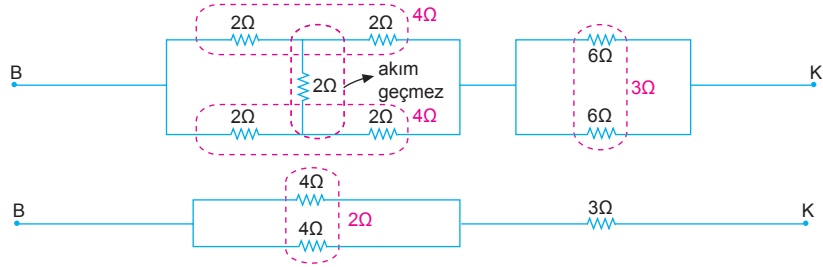 2Ω 2Ω 4Ω
B 2Ω akım geçmez 6Ω 3Ω K
2Ω 2Ω 4Ω 6Ω
4Ω
B 2Ω 3Ω K
4Ω